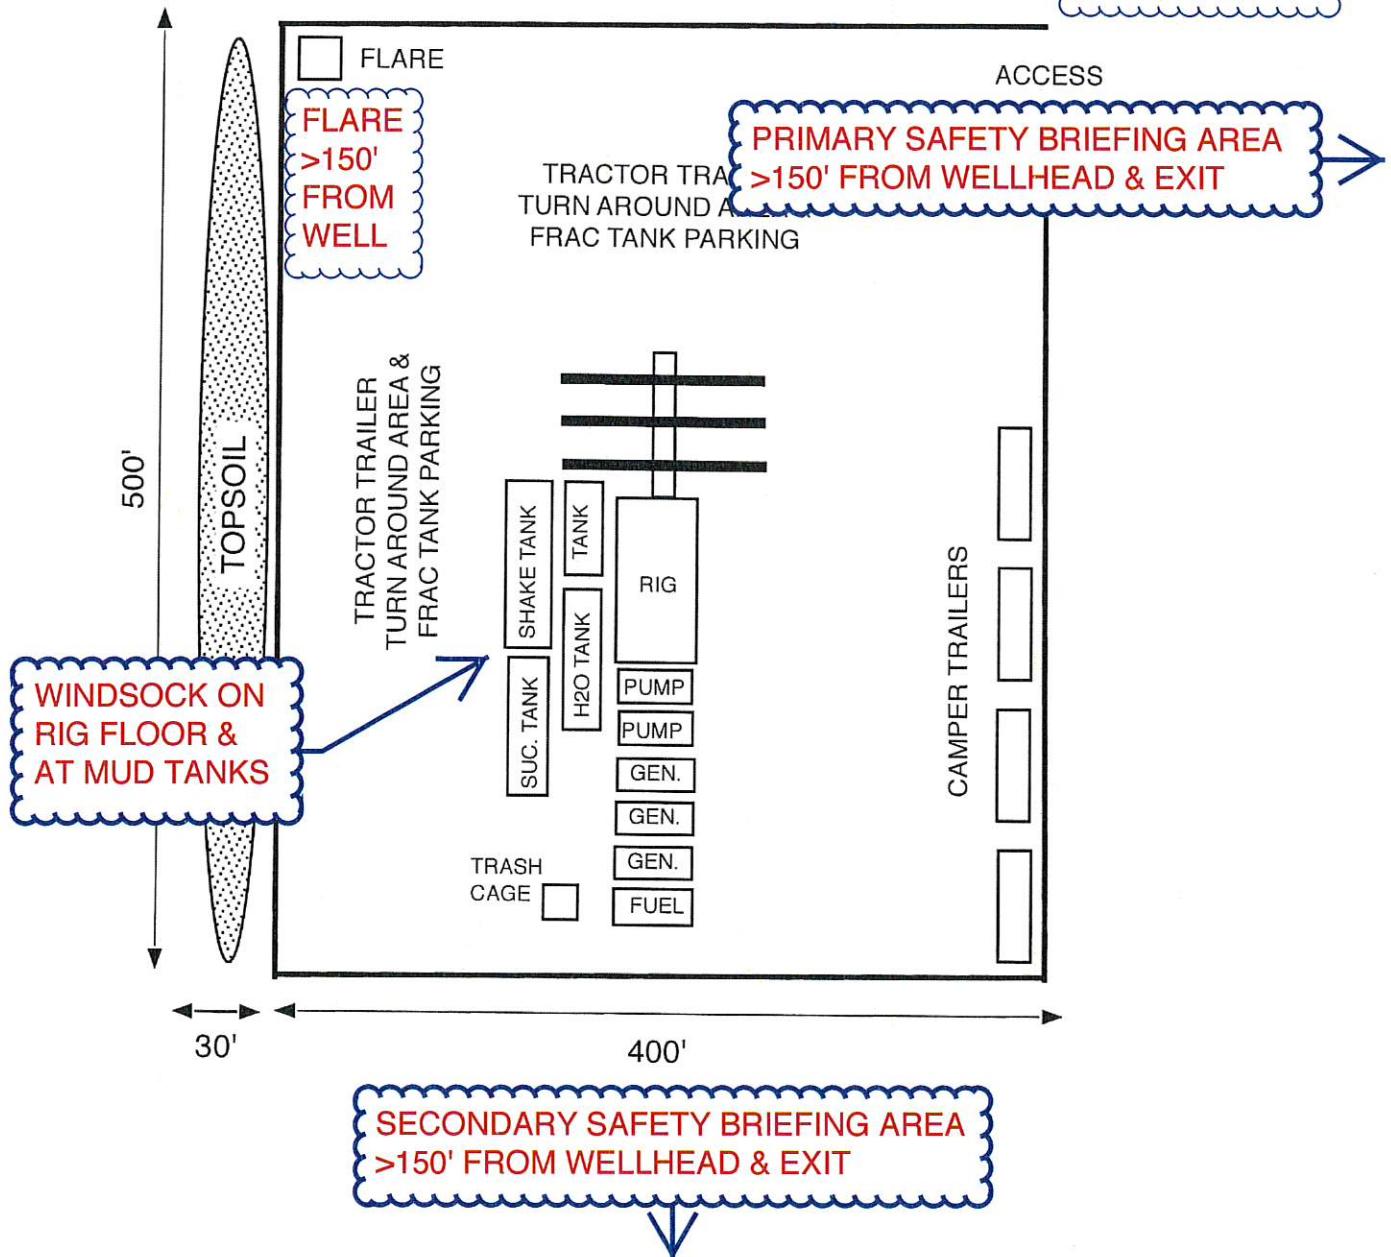 FLARE
ACCESS
FLARE
>150'
FROM
WELL
PRIMARY SAFETY BRIEFING AREA
>150' FROM WELLHEAD & EXIT
TRACTOR
TURN AROUND
FRAC TANK PARKING
TRACTOR TRAILER
TURN AROUND AREA &
FRAC TANK PARKING
500'
TOPSOIL
SHAKE TANK
TANK
RIG
H2O TANK
SUC. TANK
PUMP
PUMP
GEN.
GEN.
GEN.
FUEL
CAMPER TRAILERS
WINDSOCK ON
RIG FLOOR &
AT MUD TANKS
TRASH
CAGE
30'
400'
SECONDARY SAFETY BRIEFING AREA
>150' FROM WELLHEAD & EXIT